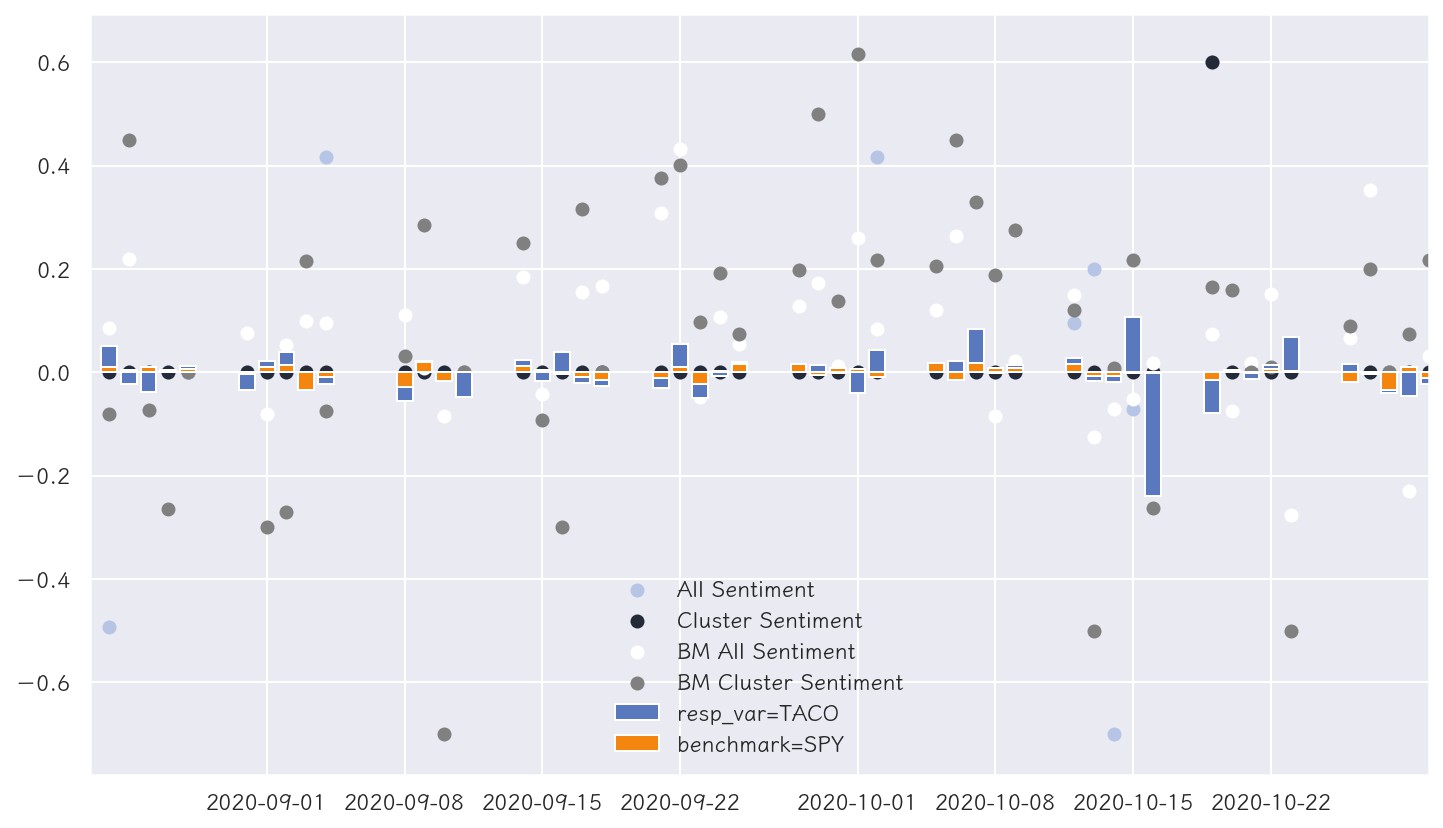 0.6
0.4
0.2
0.0
−0.2
−0.4
−0.6
All Sentiment
Cluster Sentiment
BM All Sentiment
BM Cluster Sentiment
resp_var=TACO
benchmark=SPY
2020-09-01 2020-09-08 2020-09-15 2020-09-22 2020-10-01 2020-10-08 2020-10-15 2020-10-22